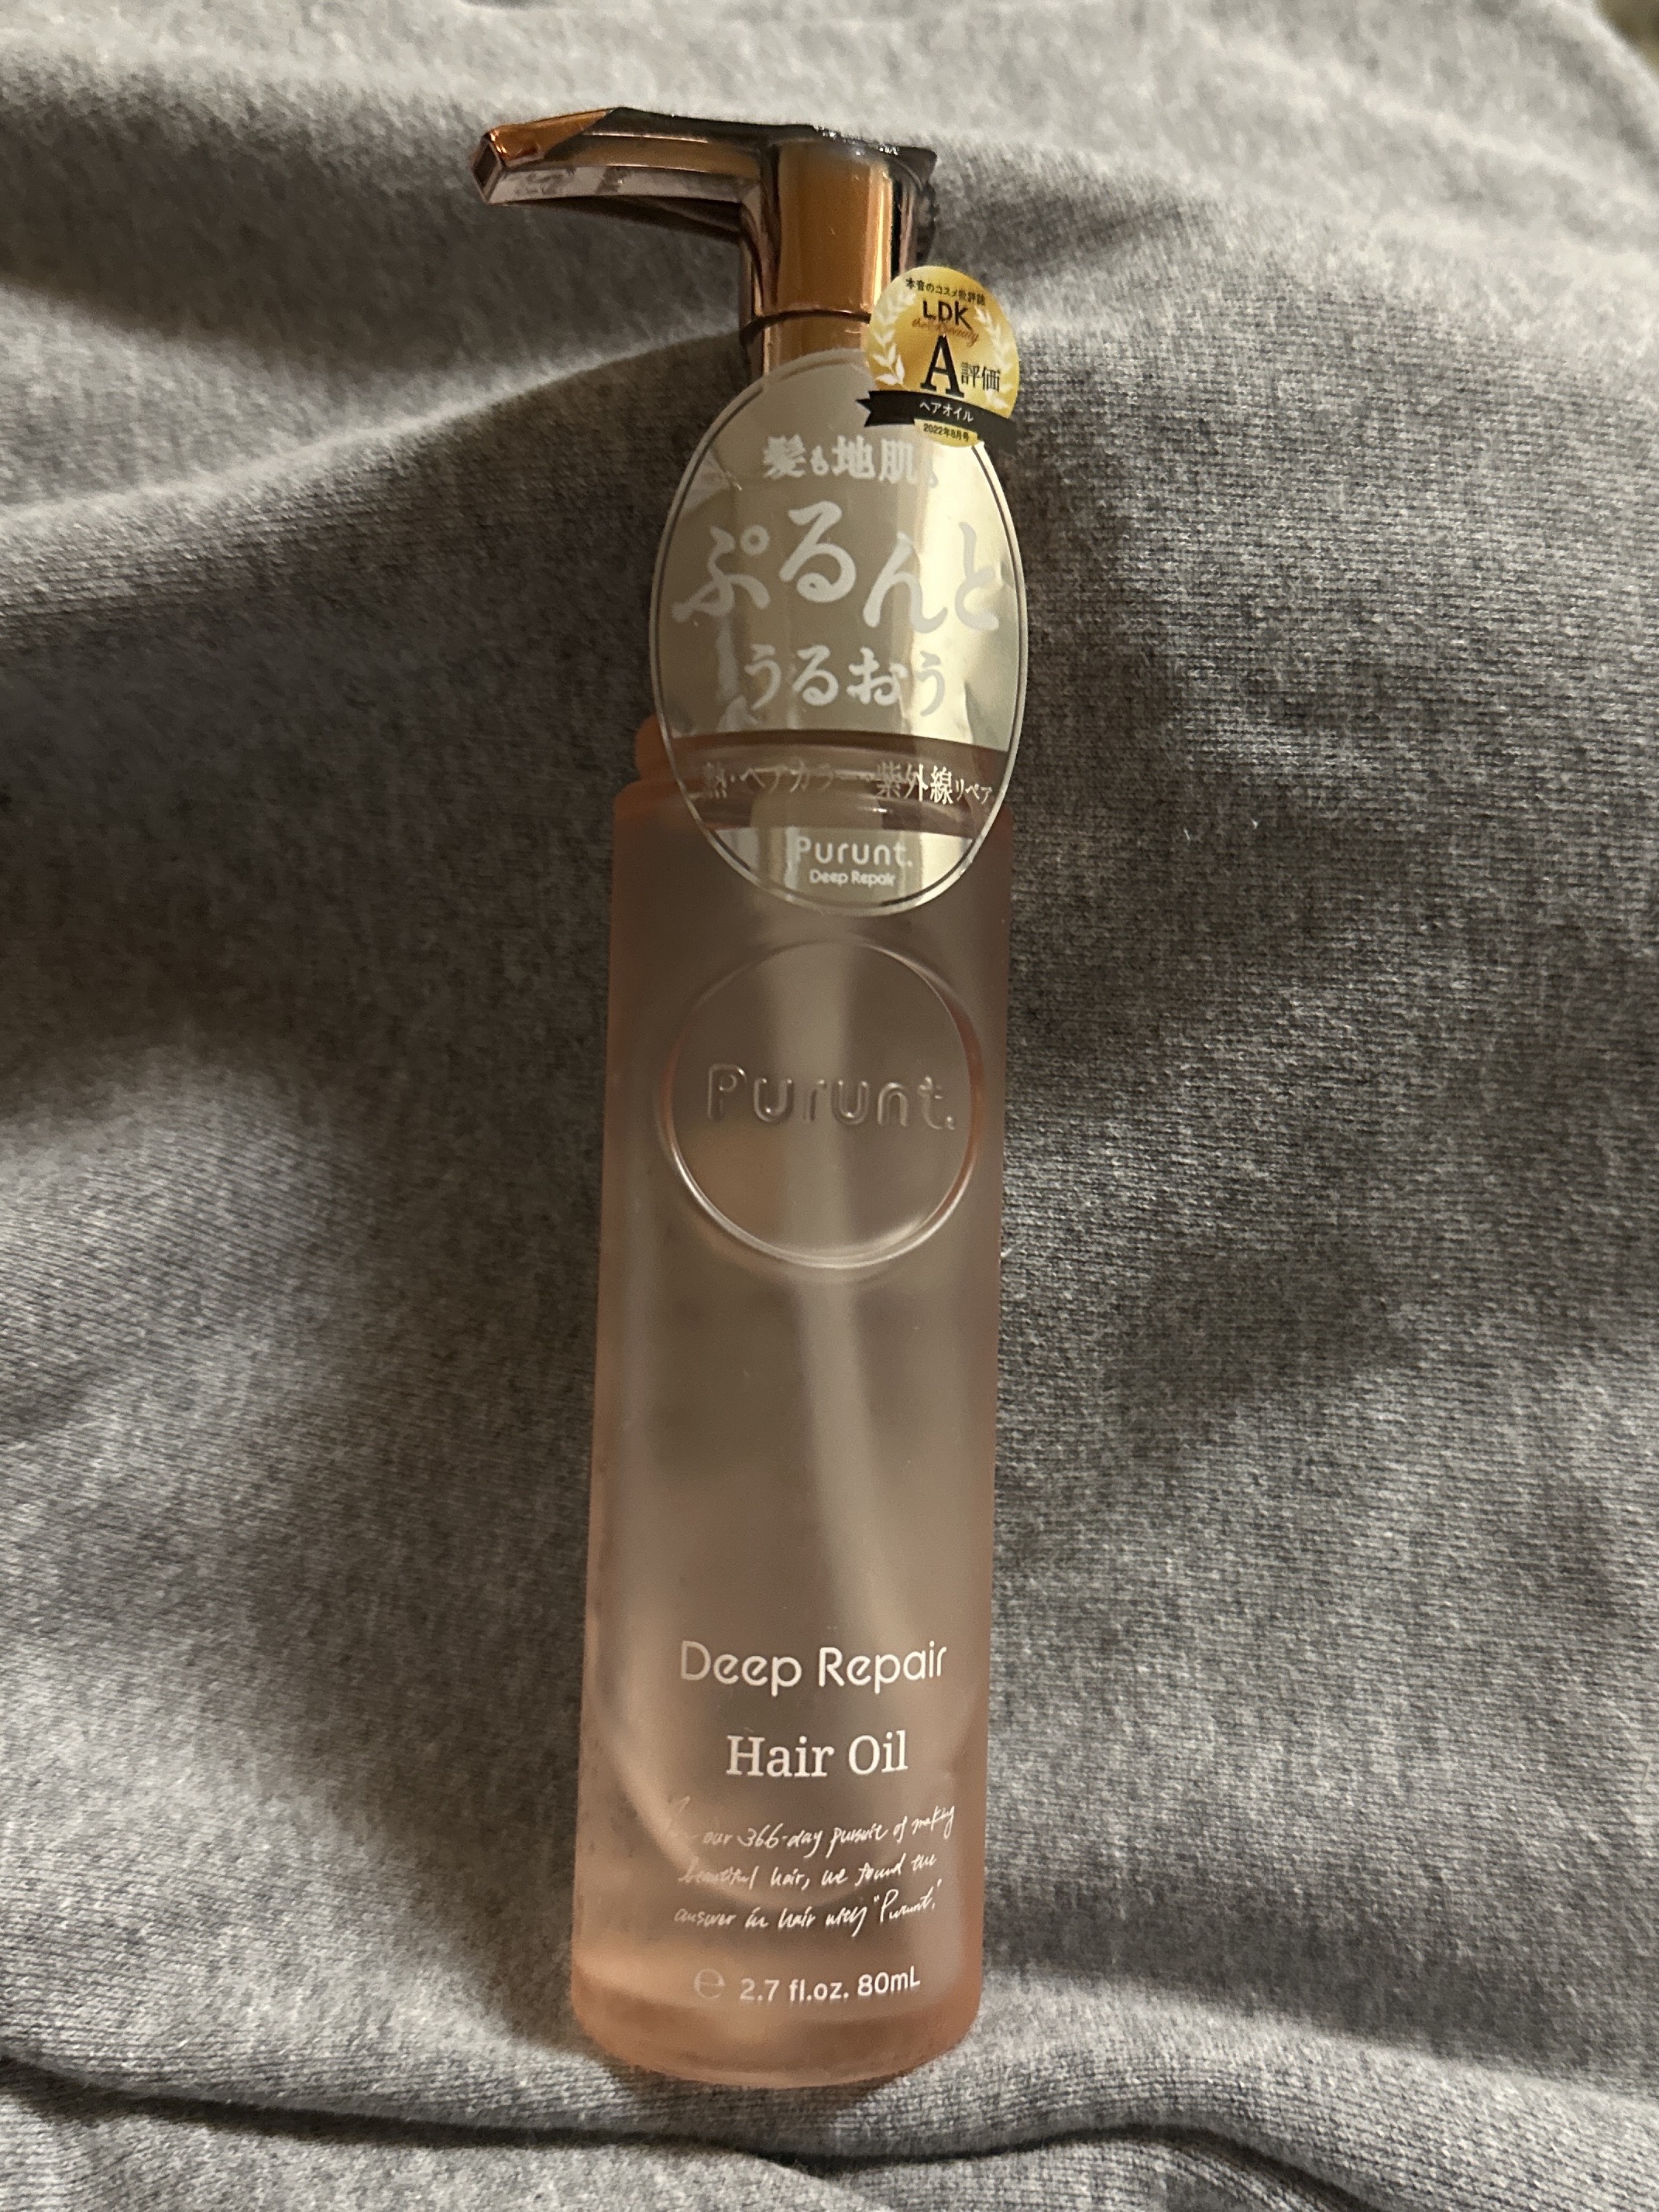 本音のコスメ批評誌
LDK
the Beauty
A評価
ヘアオイル
2022年8月号
髪も地肌も
ぷるんと
うるおう
熱・ヘアカラー・紫外線リペア
Purunt.
Deep Repair
Purunt.
Deep Repair
Hair Oil
our 366-day pursuit of making
beautiful hair, we found the
answer in hair with "Purunt."
℮ 2.7 fl.oz. 80mL